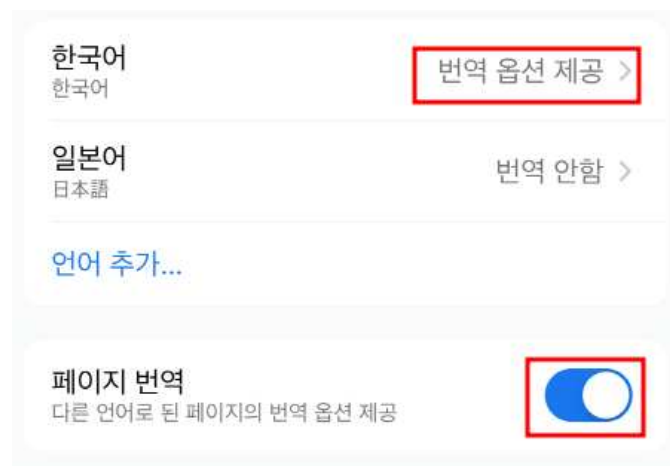 한국어
번역 옵션 제공
한국어
일본어
번역 안함
日本語
언어 추가...
페이지 번역
다른 언어로 된 페이지의 번역 옵션 제공